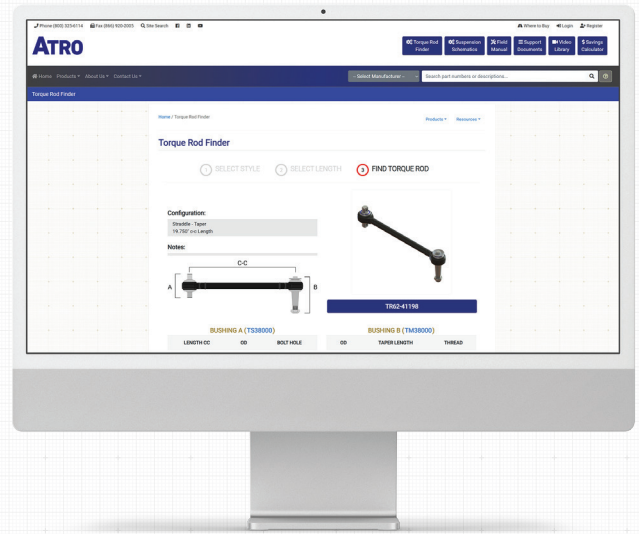 Phone (800) 325-6114 Fax (866) 920-2005 Site Search Where to Buy Login Register
ATRO
Torque Rod Finder Suspension Schematics Field Manual Support Documents Video Library $ Savings Calculator
Home Products About Us Contact Us - Select Manufacturer - Search part numbers or descriptions...
Torque Rod Finder
Home / Torque Rod Finder Products Resources
Torque Rod Finder
1 SELECT STYLE 2 SELECT LENGTH 3 FIND TORQUE ROD
Configuration:
Straddle - Taper
19.750" c-c Length
Notes:
C-C
A B
TR62-41198
BUSHING A (TS38000) BUSHING B (TM38000)
LENGTH CC OD BOLT HOLE OD TAPER LENGTH THREAD